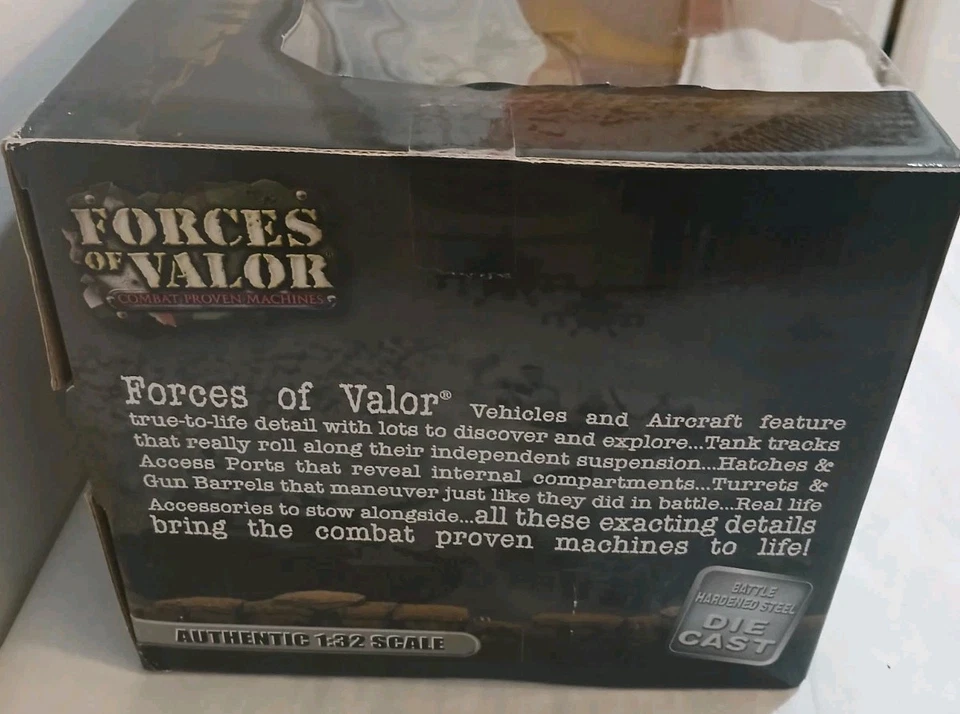 FORCES
OF VALOR®
COMBAT PROVEN MACHINES
Forces of Valor® Vehicles and Aircraft feature
true-to-life detail with lots to discover and explore...Tank tracks
that really roll along their independent suspension...Hatches &
Access Ports that reveal internal compartments...Turrets &
Gun Barrels that maneuver just like they did in battle...Real life
Accessories to stow alongside...all these exacting details
bring the combat proven machines to life!
AUTHENTIC 1:32 SCALE
BATTLE
HARDENED STEEL
DIE
CAST